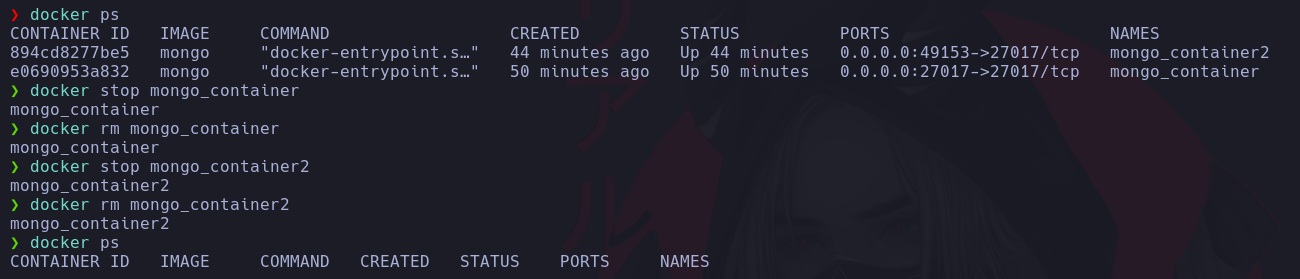 ❯ docker ps
CONTAINER ID   IMAGE     COMMAND                  CREATED          STATUS          PORTS                      NAMES
894cd8277be5   mongo     "docker-entrypoint.s…"   44 minutes ago   Up 44 minutes   0.0.0.0:49153->27017/tcp   mongo_container2
e0690953a832   mongo     "docker-entrypoint.s…"   50 minutes ago   Up 50 minutes   0.0.0.0:27017->27017/tcp   mongo_container
❯ docker stop mongo_container
mongo_container
❯ docker rm mongo_container
mongo_container
❯ docker stop mongo_container2
mongo_container2
❯ docker rm mongo_container2
mongo_container2
❯ docker ps
CONTAINER ID   IMAGE     COMMAND   CREATED   STATUS    PORTS     NAMES